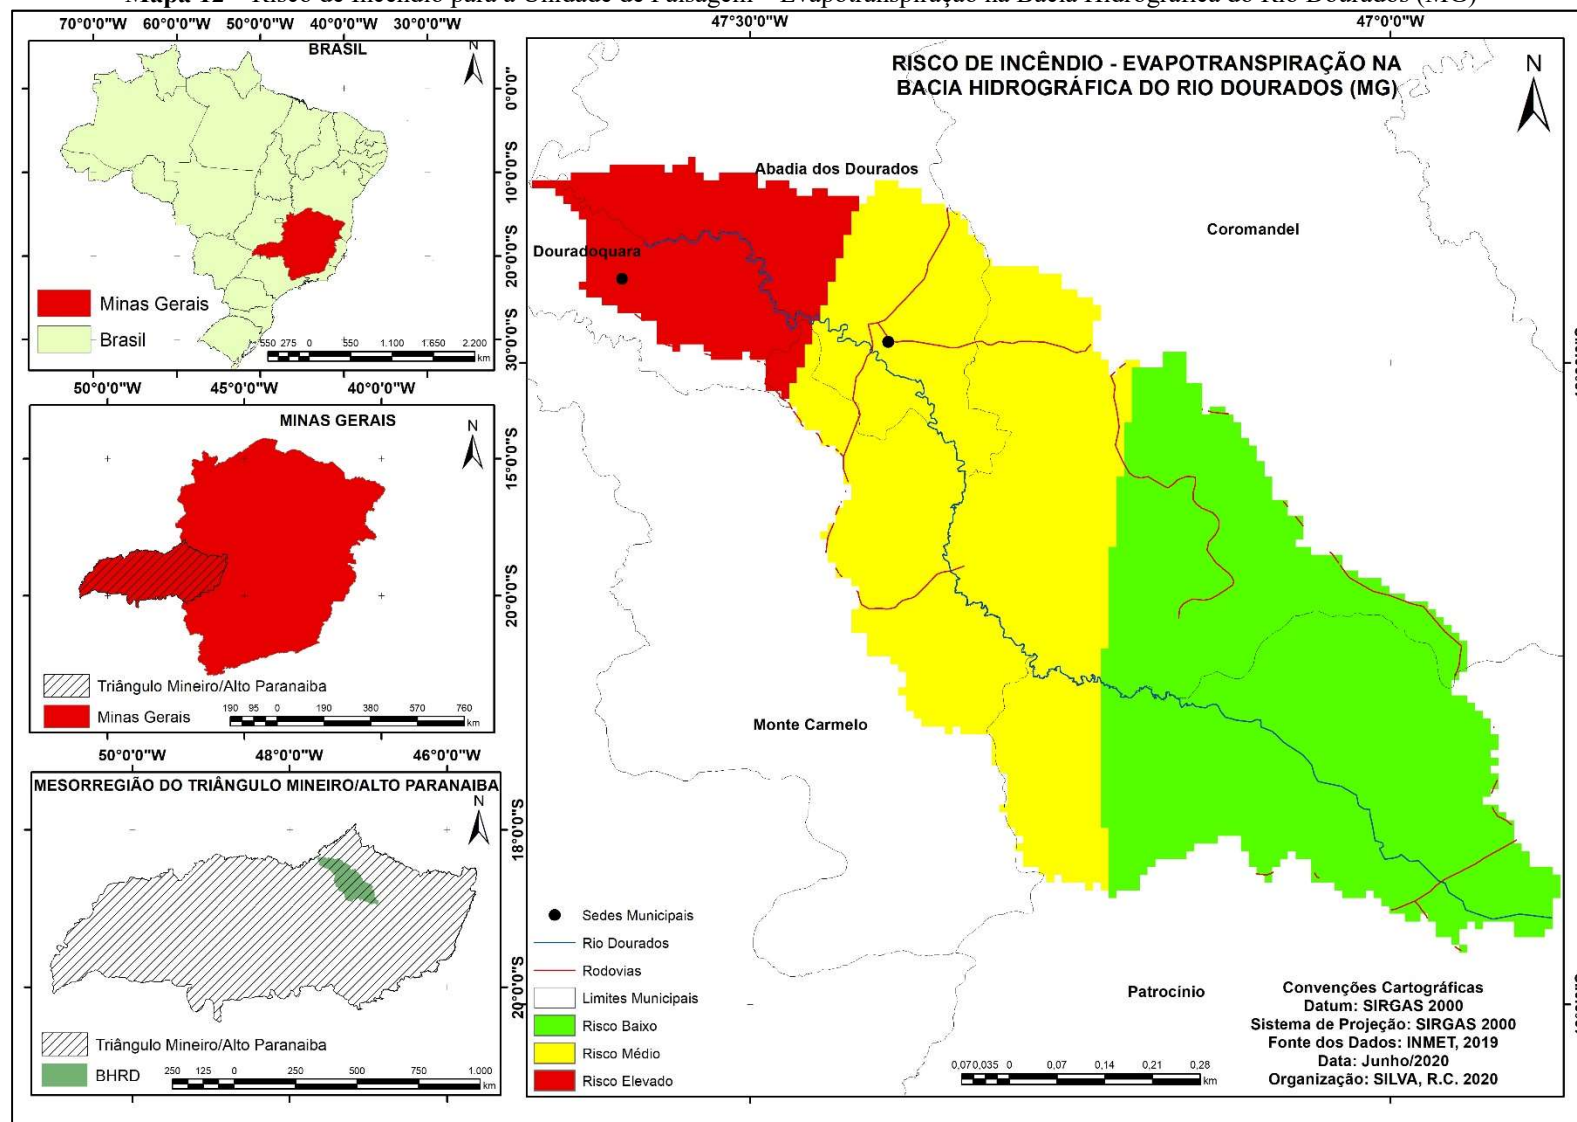 Mapa 12 – Risco de Incêndio para a Unidade de Paisagem – Evapotranspiração na Bacia Hidrográfica do Rio Dourados (MG)
70°0'0"W 60°0'0"W 50°0'0"W 40°0'0"W 30°0'0"W
BRASIL
N
0°0'0"
10°0'0"S
20°0'0"S
30°0'0"S
Minas Gerais
Brasil
550 275 0 550 1.100 1.650 2.200
km
50°0'0"W 45°0'0"W 40°0'0"W
MINAS GERAIS
N
15°0'0"S
20°0'0"S
Triângulo Mineiro/Alto Paranaiba
Minas Gerais
190 95 0 190 380 570 760
km
50°0'0"W 48°0'0"W 46°0'0"W
MESORREGIÃO DO TRIÂNGULO MINEIRO/ALTO PARANAIBA
N
18°0'0"S
20°0'0"S
Triângulo Mineiro/Alto Paranaiba
BHRD
250 125 0 250 500 750 1.000
km
47°30'0"W 47°0'0"W
RISCO DE INCÊNDIO - EVAPOTRANSPIRAÇÃO NA
BACIA HIDROGRÁFICA DO RIO DOURADOS (MG)
N
Abadia dos Dourados
Coromandel
Douradoquara
Monte Carmelo
Patrocínio
Sedes Municipais
Rio Dourados
Rodovias
Limites Municipais
Risco Baixo
Risco Médio
Risco Elevado
0,070,035 0 0,07 0,14 0,21 0,28
km
Convenções Cartográficas
Datum: SIRGAS 2000
Sistema de Projeção: SIRGAS 2000
Fonte dos Dados: INMET, 2019
Data: Junho/2020
Organização: SILVA, R.C. 2020